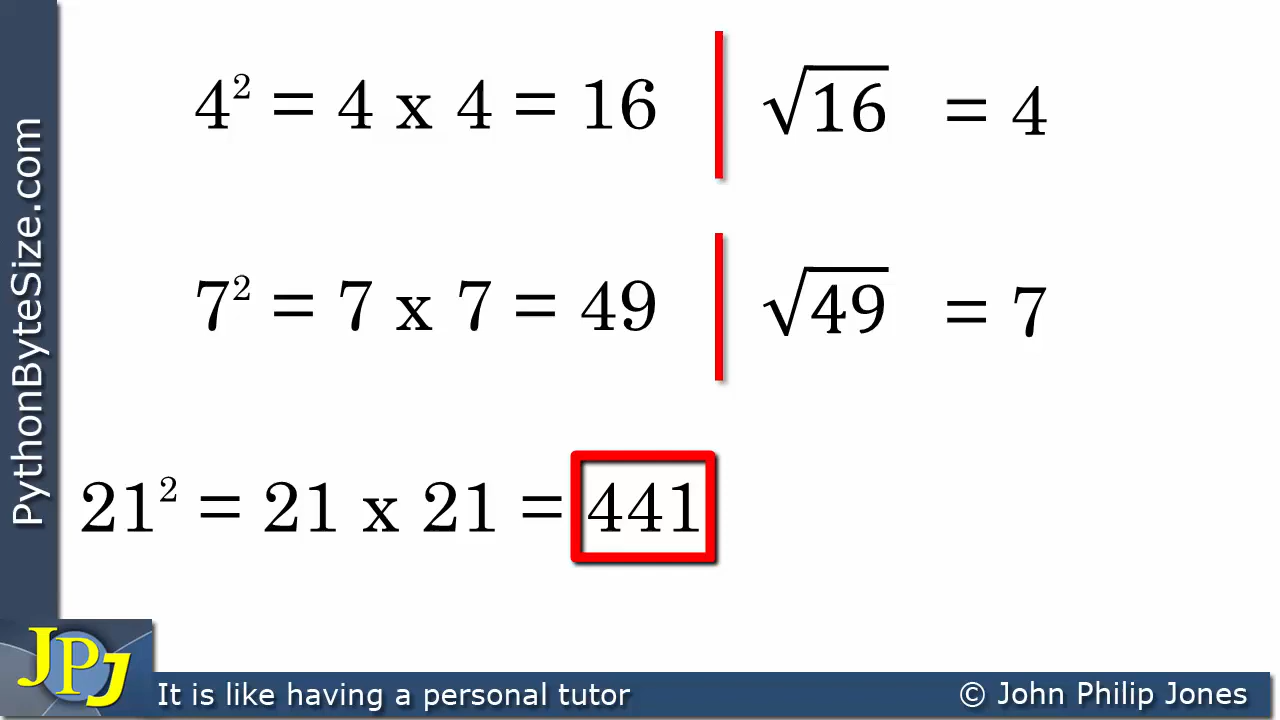 4² = 4 x 4 = 16 √16 = 4
7² = 7 x 7 = 49 √49 = 7
21² = 21 x 21 = 441
PythonByteSize.com
JPJ
It is like having a personal tutor
© John Philip Jones